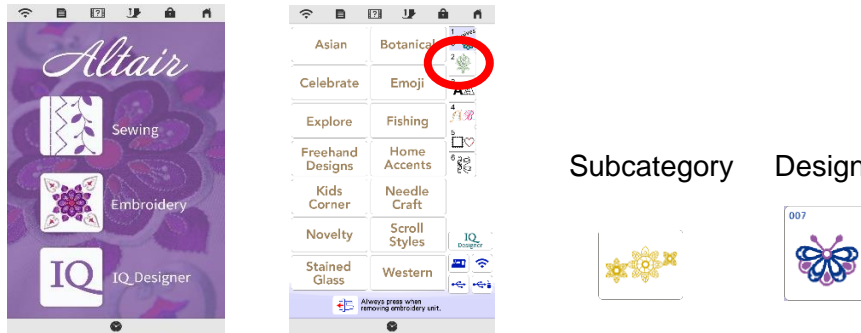 Altair
Sewing
Embroidery
IQ Designer
Asian
Botanical
Celebrate
Emoji
Explore
Fishing
Freehand
Designs
Home
Accents
Kids
Corner
Needle
Craft
Novelty
Scroll
Styles
Stained
Glass
Western
1
2
3
A
4
AB
5
6
IQ
Designer
Always press when
removing embroidery unit.
Subcategory Design
007